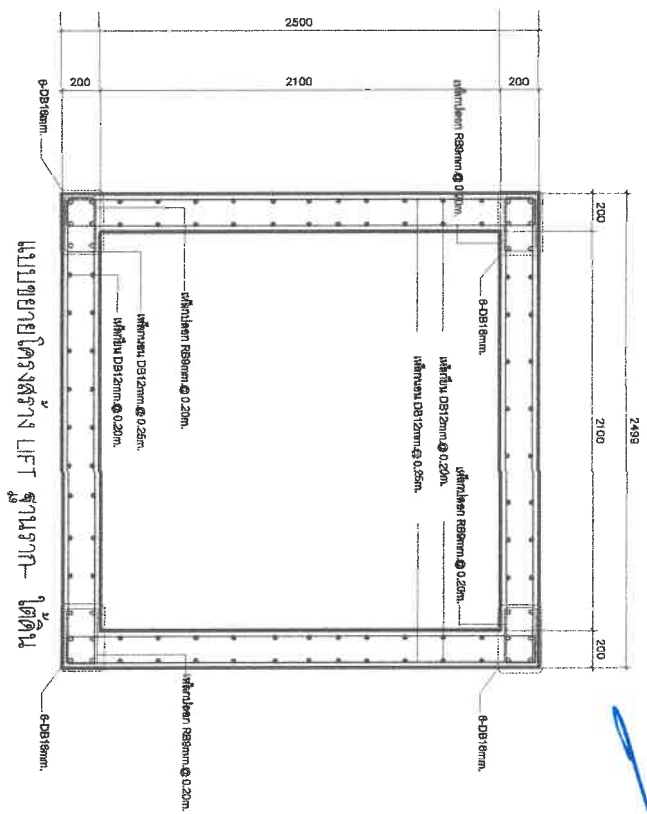 2500
200
2100
200
6-DB16mm.
เหล็กปลอก RB9mm.@ 0.20m.
200
2100
200
2499
6-DB16mm.
เหล็กปลอก RB9mm.@ 0.20m.
เหล็กนอน DB12mm.@ 0.25m.
เหล็กยืน DB12mm.@ 0.20m.
เหล็กยืน DB12mm.@ 0.20m.
เหล็กนอน DB12mm.@ 0.25m.
เหล็กปลอก RB9mm.@ 0.20m.
เหล็กปลอก RB9mm.@ 0.20m.
6-DB16mm.
6-DB16mm.
แบบขยายโครงสร้าง LIFT ฐานราก- ใต้ดิน